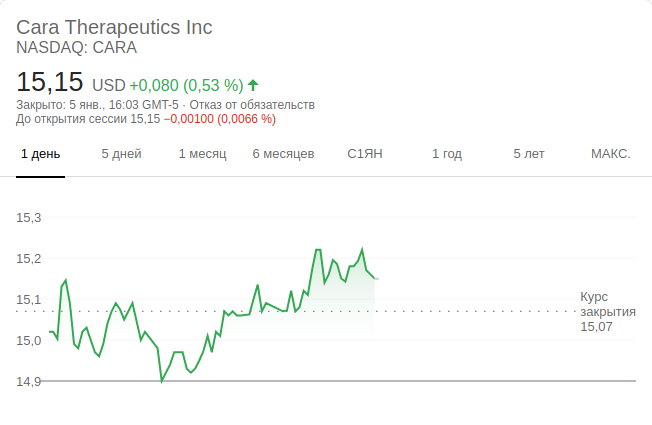 Cara Therapeutics Inc
NASDAQ: CARA
15,15 USD +0,080 (0,53 %)
Закрыто: 5 янв., 16:03 GMT-5 · Отказ от обязательств
До открытия сессии 15,15 −0,00100 (0,0066 %)
1 день 5 дней 1 месяц 6 месяцев С1ЯН 1 год 5 лет МАКС.
15,3
15,2
15,1
15,0
14,9
Курс
закрытия
15,07